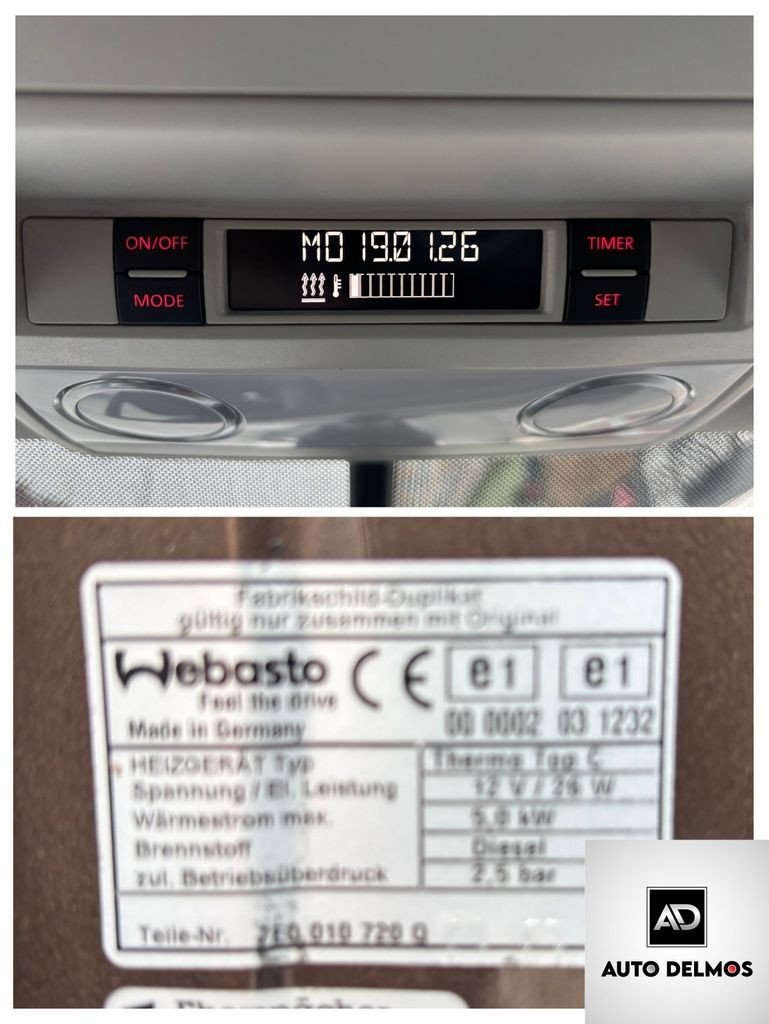 ON/OFF
MO 19.01.26
TIMER
MODE
SET
Fabrikschild-Duplikat
gültig nur zusammen mit Original
Webasto
Feel the drive
Made in Germany
CE
e1
e1
00 0002
03 1232
HEIZGERÄT Typ
Thermo Top C
Spannung / El. Leistung
12 V / 26 W
Wärmestrom max.
5,0 kW
Brennstoff
Diesel
zul. Betriebsüberdruck
2,5 bar
Teile-Nr. 7E0 010 720 Q
AD
AUTO DELMOS